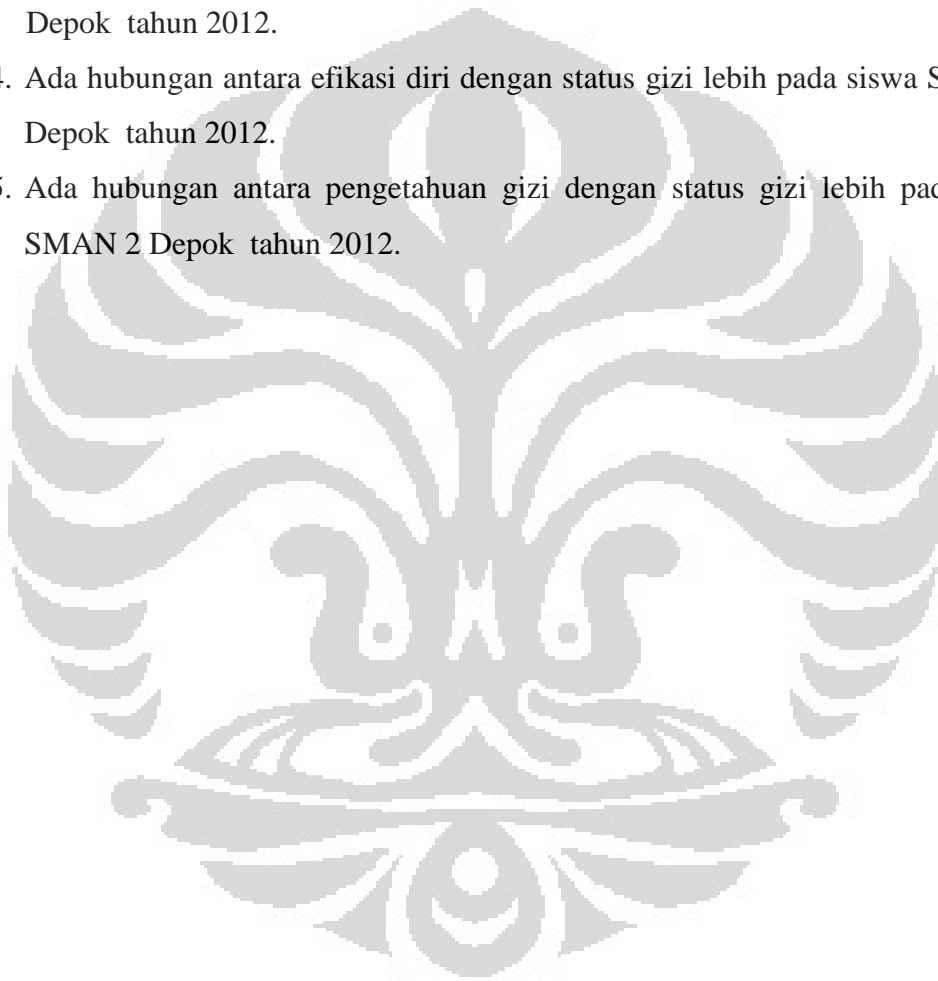 Depok tahun 2012.
4. Ada hubungan antara efikasi diri dengan status gizi lebih pada siswa S
Depok tahun 2012.
5. Ada hubungan antara pengetahuan gizi dengan status gizi lebih pad
SMAN 2 Depok tahun 2012.